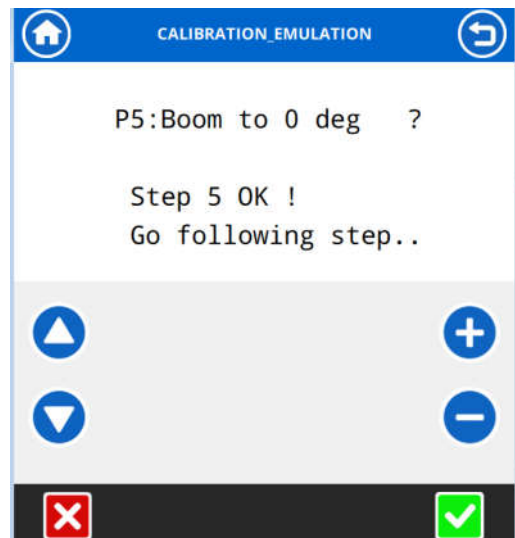 CALIBRATION_EMULATION
P5:Boom to 0 deg ?
Step 5 OK !
Go following step..